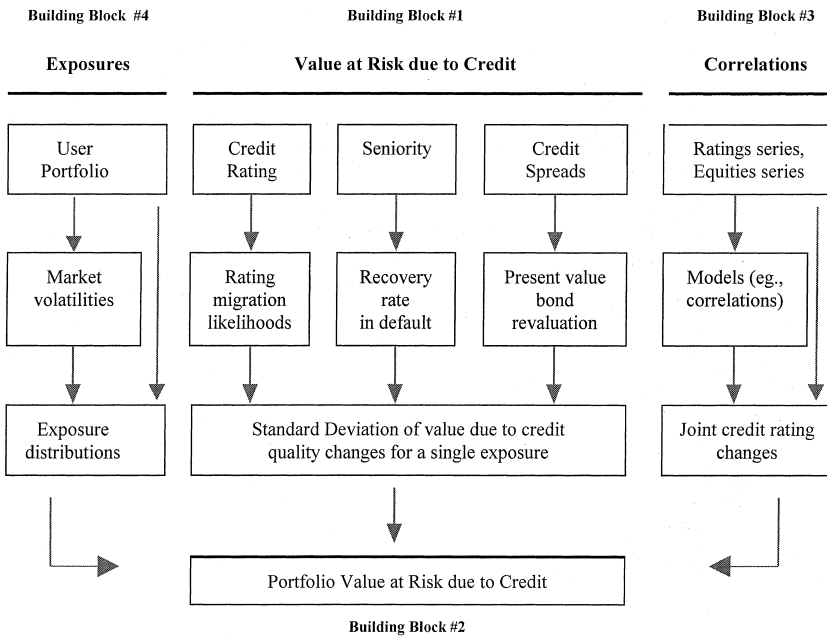 Building Block #4
Building Block #1
Building Block #3
Exposures
Value at Risk due to Credit
Correlations
User
Portfolio
Credit
Rating
Seniority
Credit
Spreads
Ratings series,
Equities series
Market
volatilities
Rating
migration
likelihoods
Recovery
rate
in default
Present value
bond
revaluation
Models (eg.,
correlations)
Exposure
distributions
Standard Deviation of value due to credit
quality changes for a single exposure
Joint credit rating
changes
Portfolio Value at Risk due to Credit
Building Block #2